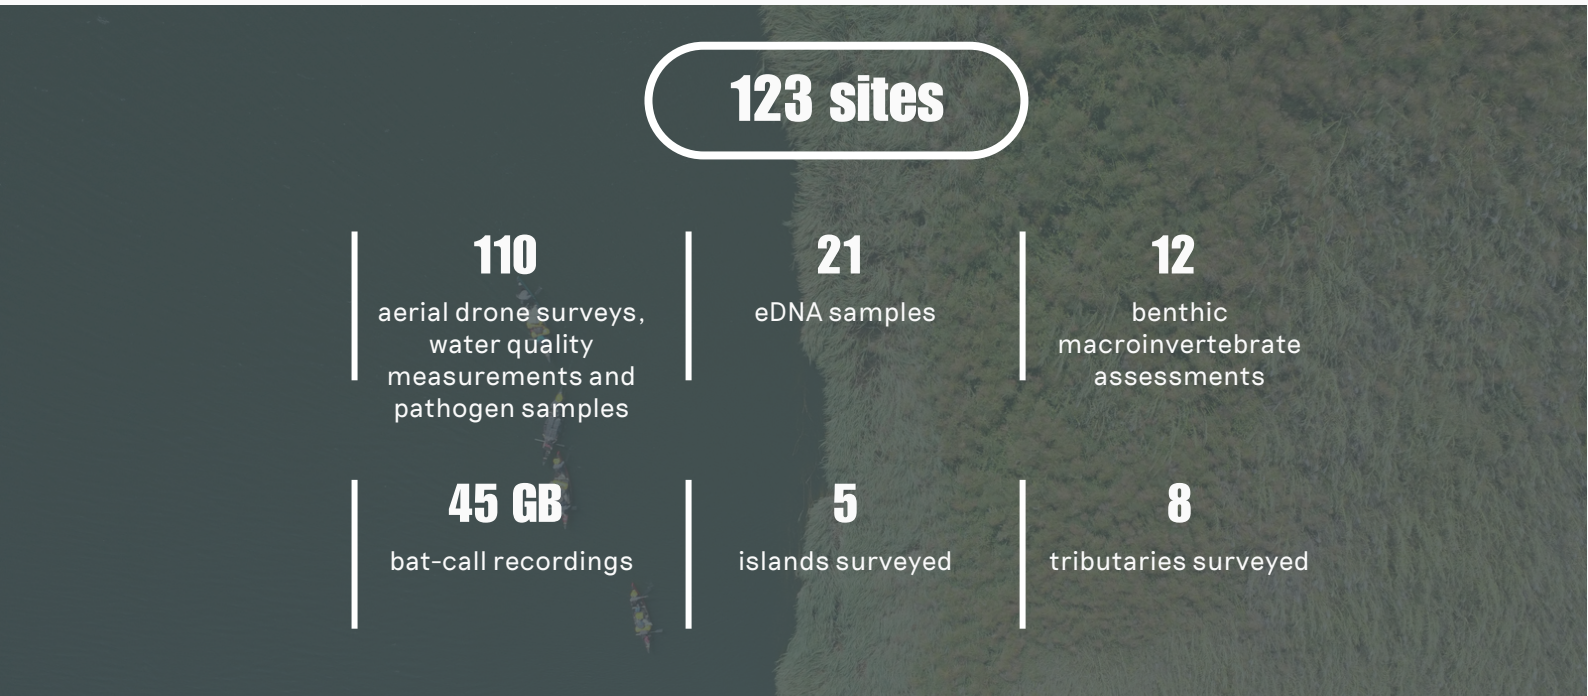 123 sites
110
aerial drone surveys,
water quality
measurements and
pathogen samples
21
eDNA samples
12
benthic
macroinvertebrate
assessments
45 GB
bat-call recordings
5
islands surveyed
8
tributaries surveyed